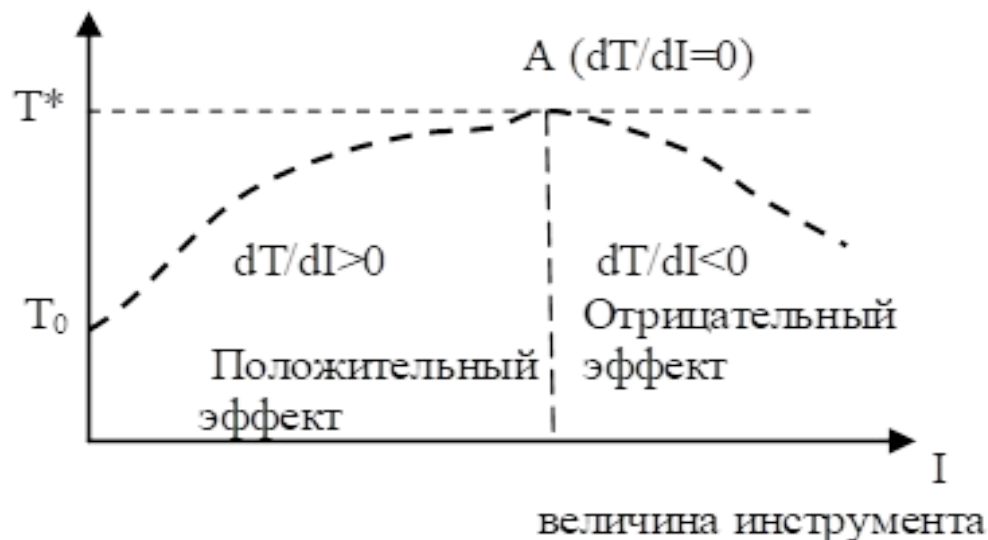 A (dT/dI=0)
T*
dT/dI>0
dT/dI<0
T₀
Отрицательный
эффект
Положительный
эффект
I
величина инструмента